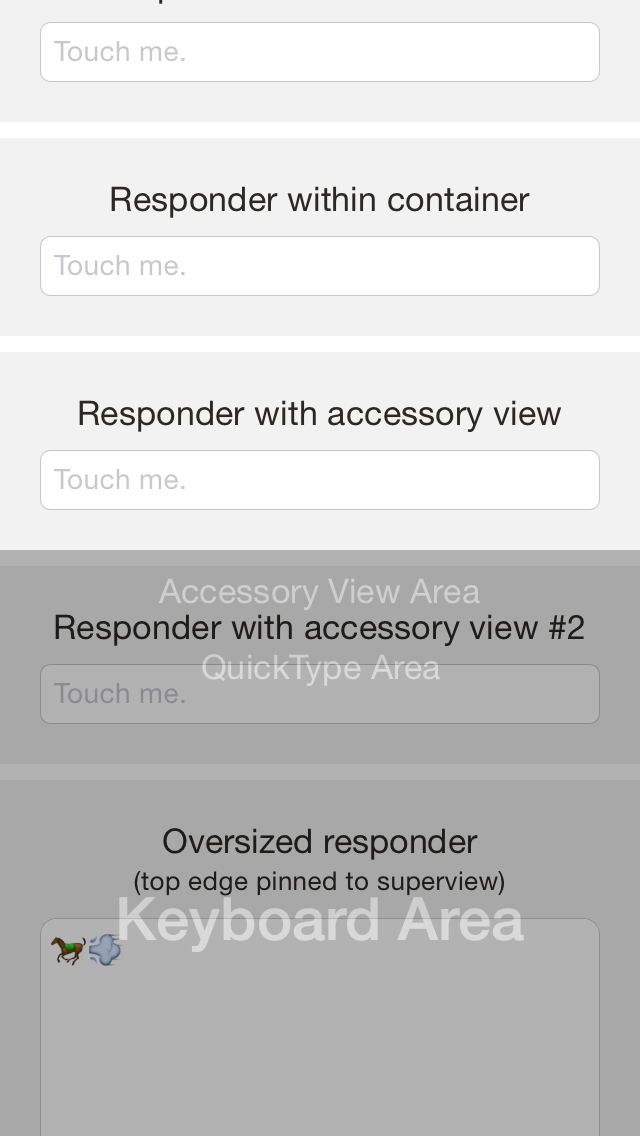 Touch me.
Responder within container
Touch me.
Responder with accessory view
Touch me.
Accessory View Area
Responder with accessory view #2
QuickType Area
Touch me.
Oversized responder
(top edge pinned to superview)
Keyboard Area
🐎💨